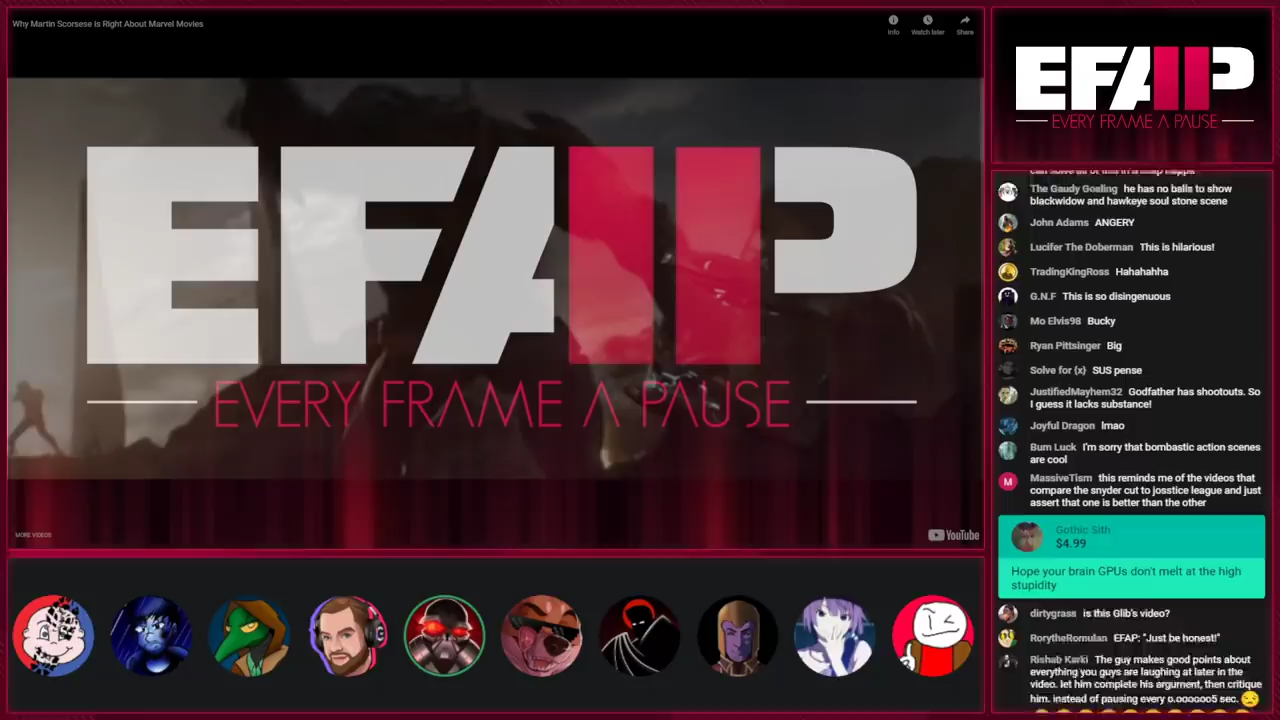 Why Martin Scorsese is Right About Marvel Movies
Info
Watch later
Share
EFAP
EVERY FRAME A PAUSE
MORE VIDEOS
YouTube
EFAP
EVERY FRAME A PAUSE
The Gaudy Goaling he has no balls to show
blackwidow and hawkeye soul stone scene
John Adams ANGERY
Lucifer The Doberman This is hilarious!
TradingKingRoss Hahahahha
G.N.F This is so disingenuous
Mo Elvis98 Bucky
Ryan Pittsinger Big
Solve for {x} SUS pense
JustifiedMayhem32 Godfather has shootouts. So
I guess it lacks substance!
Joyful Dragon lmao
Bum Luck I'm sorry that bombastic action scenes
are cool
M
MassiveTism this reminds me of the videos that
compare the snyder cut to josstice league and just
assert that one is better than the other
Gothic Sith
$4.99
Hope your brain GPUs don't melt at the high
stupidity
dirtygrass is this Glib's video?
RorytheRomulan EFAP: "Just be honest!"
Rishab Karki The guy makes good points about
everything you guys are laughing at later in the
video. let him complete his argument, then critique
him. instead of pausing every 0.000005 sec.